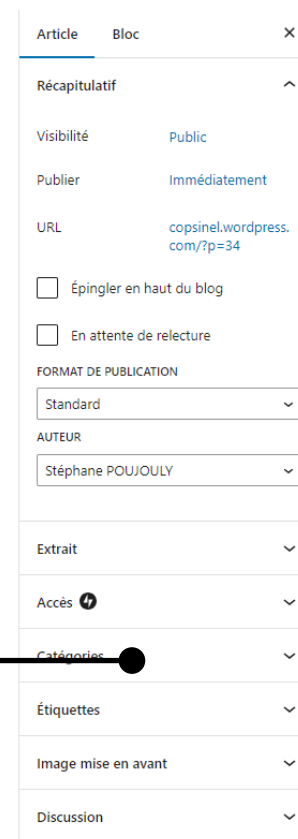 Article Bloc
Récapitulatif
Visibilité Public
Publier Immédiatement
URL copsinel.wordpress.
com/?p=34
Épingler en haut du blog
En attente de relecture
FORMAT DE PUBLICATION
Standard
AUTEUR
Stéphane POUJOULY
Extrait
Accès
Catégories
Étiquettes
Image mise en avant
Discussion